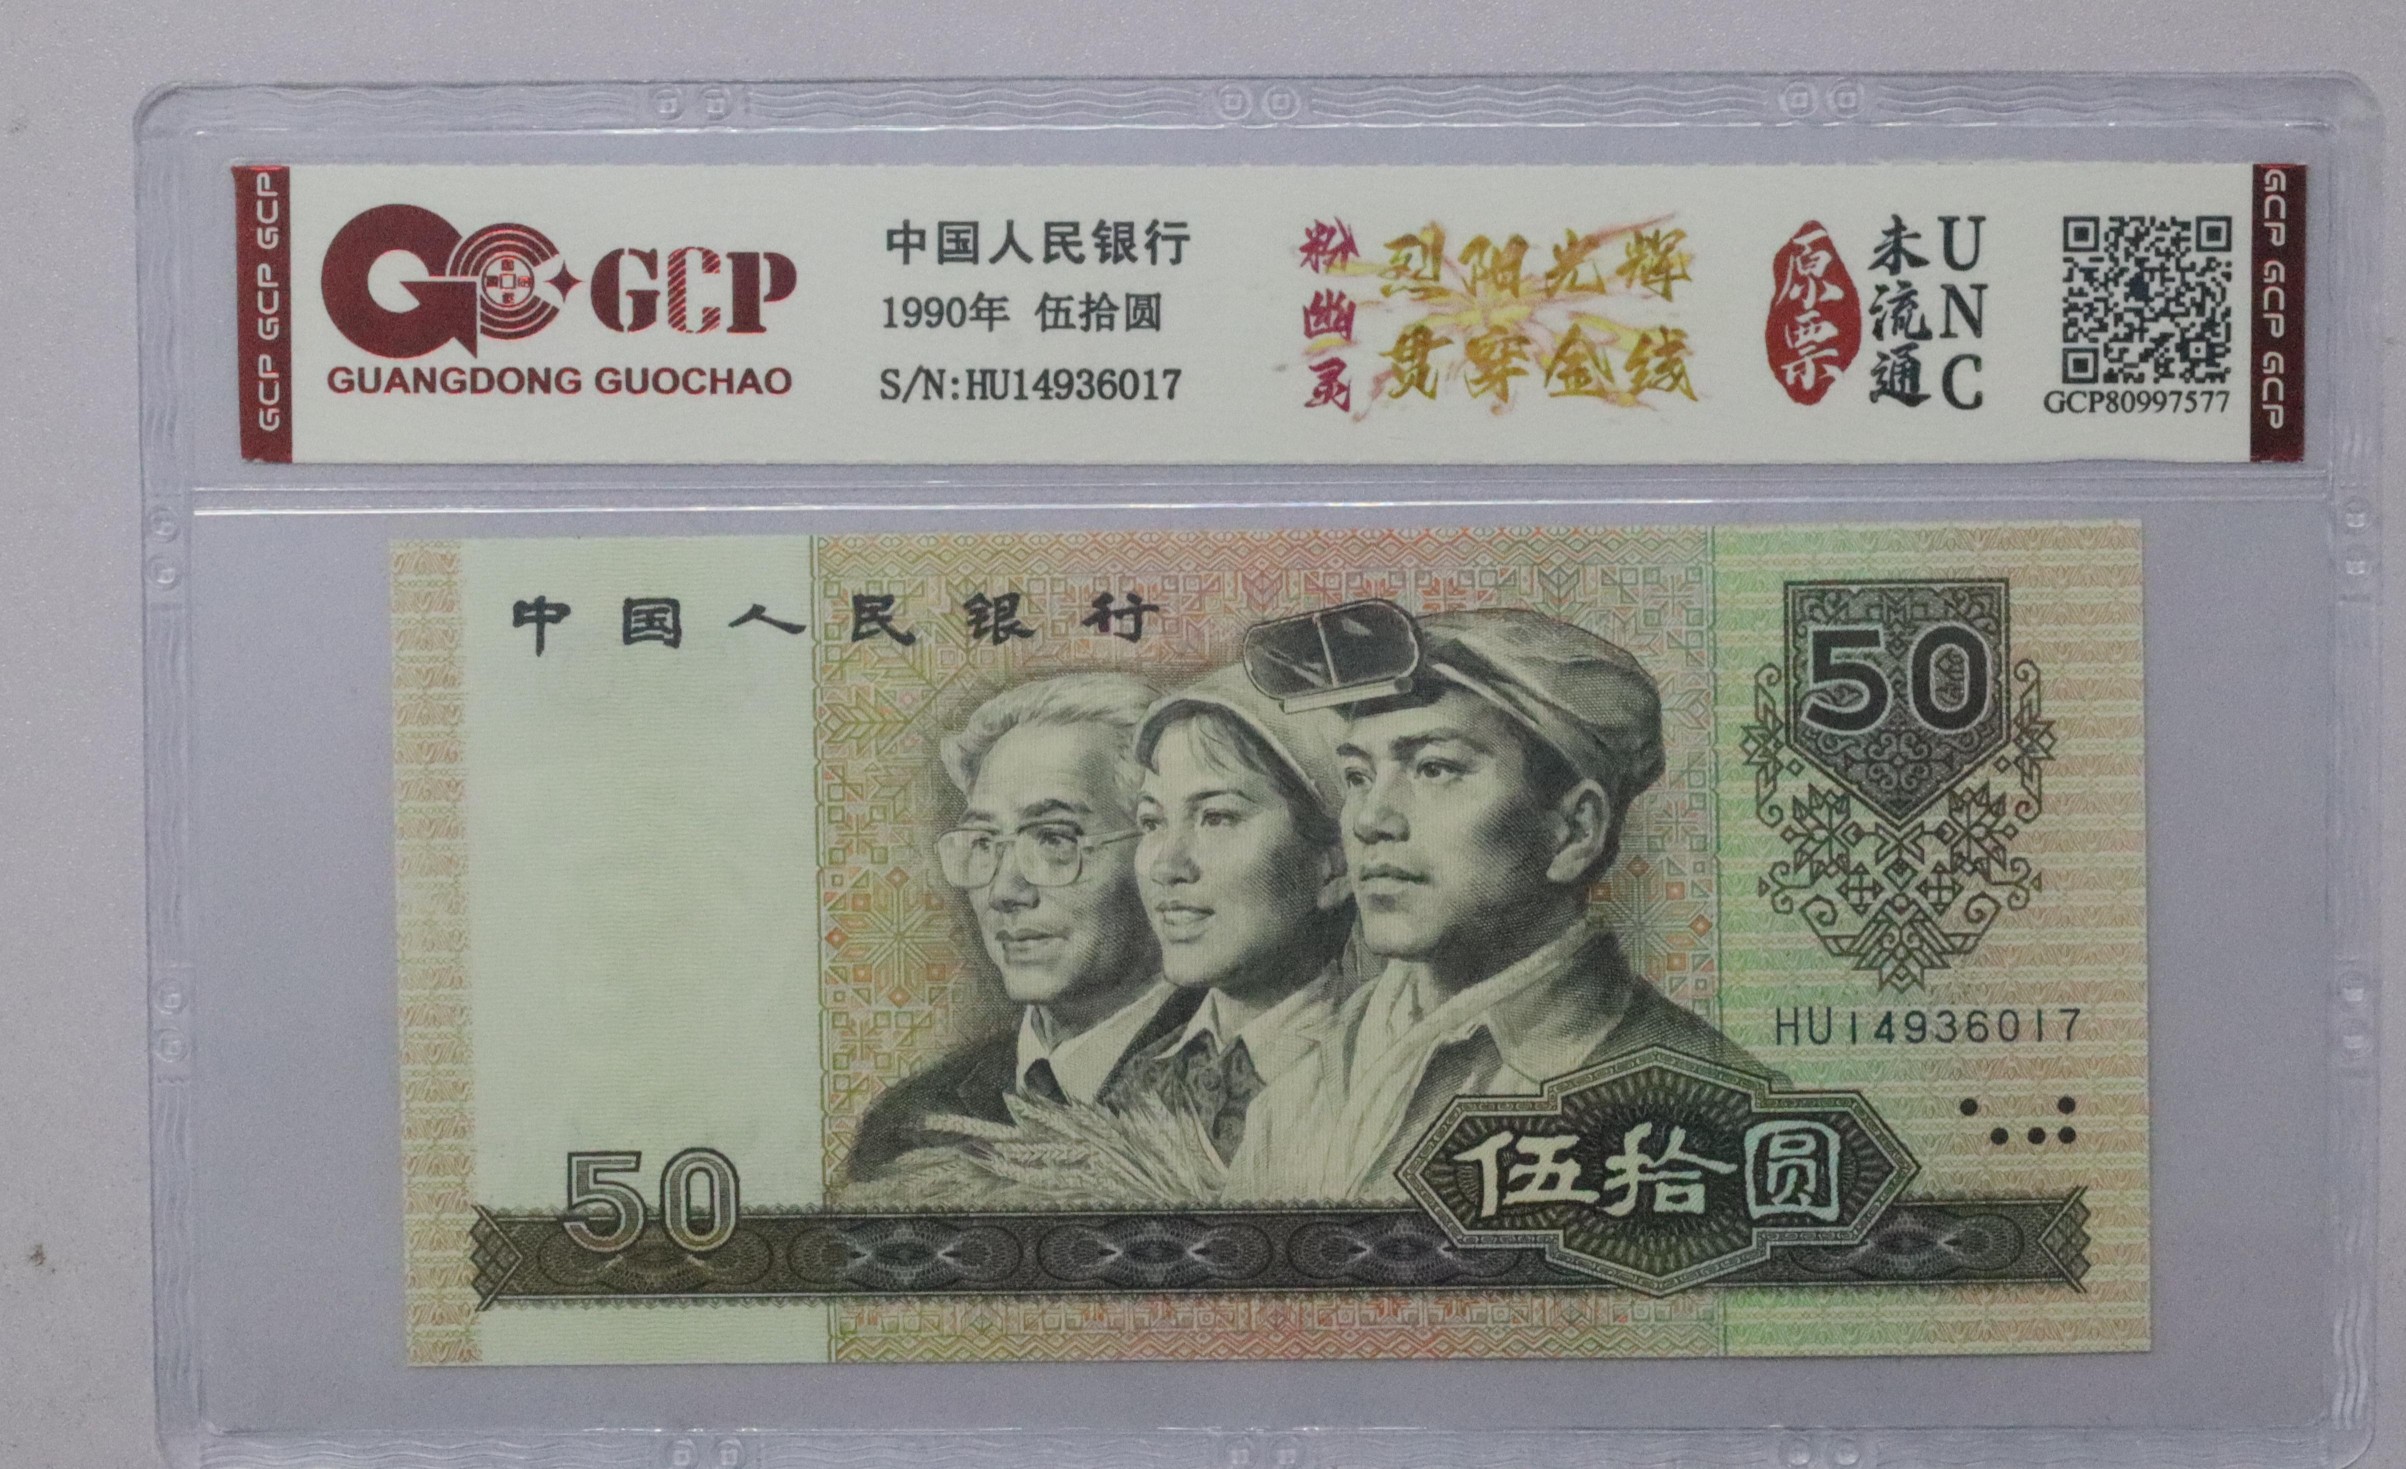 GCP GCP GCP
GCP
GUANGDONG GUOCHAO
中国人民银行
1990年 伍拾圆
S/N:HU14936017
粉幽灵
烈阳光辉
贯穿金线
原票
未流通
UNC
GCP80997577
GCP GCP GCP
中国人民银行
50
HU14936017
50
伍拾圆